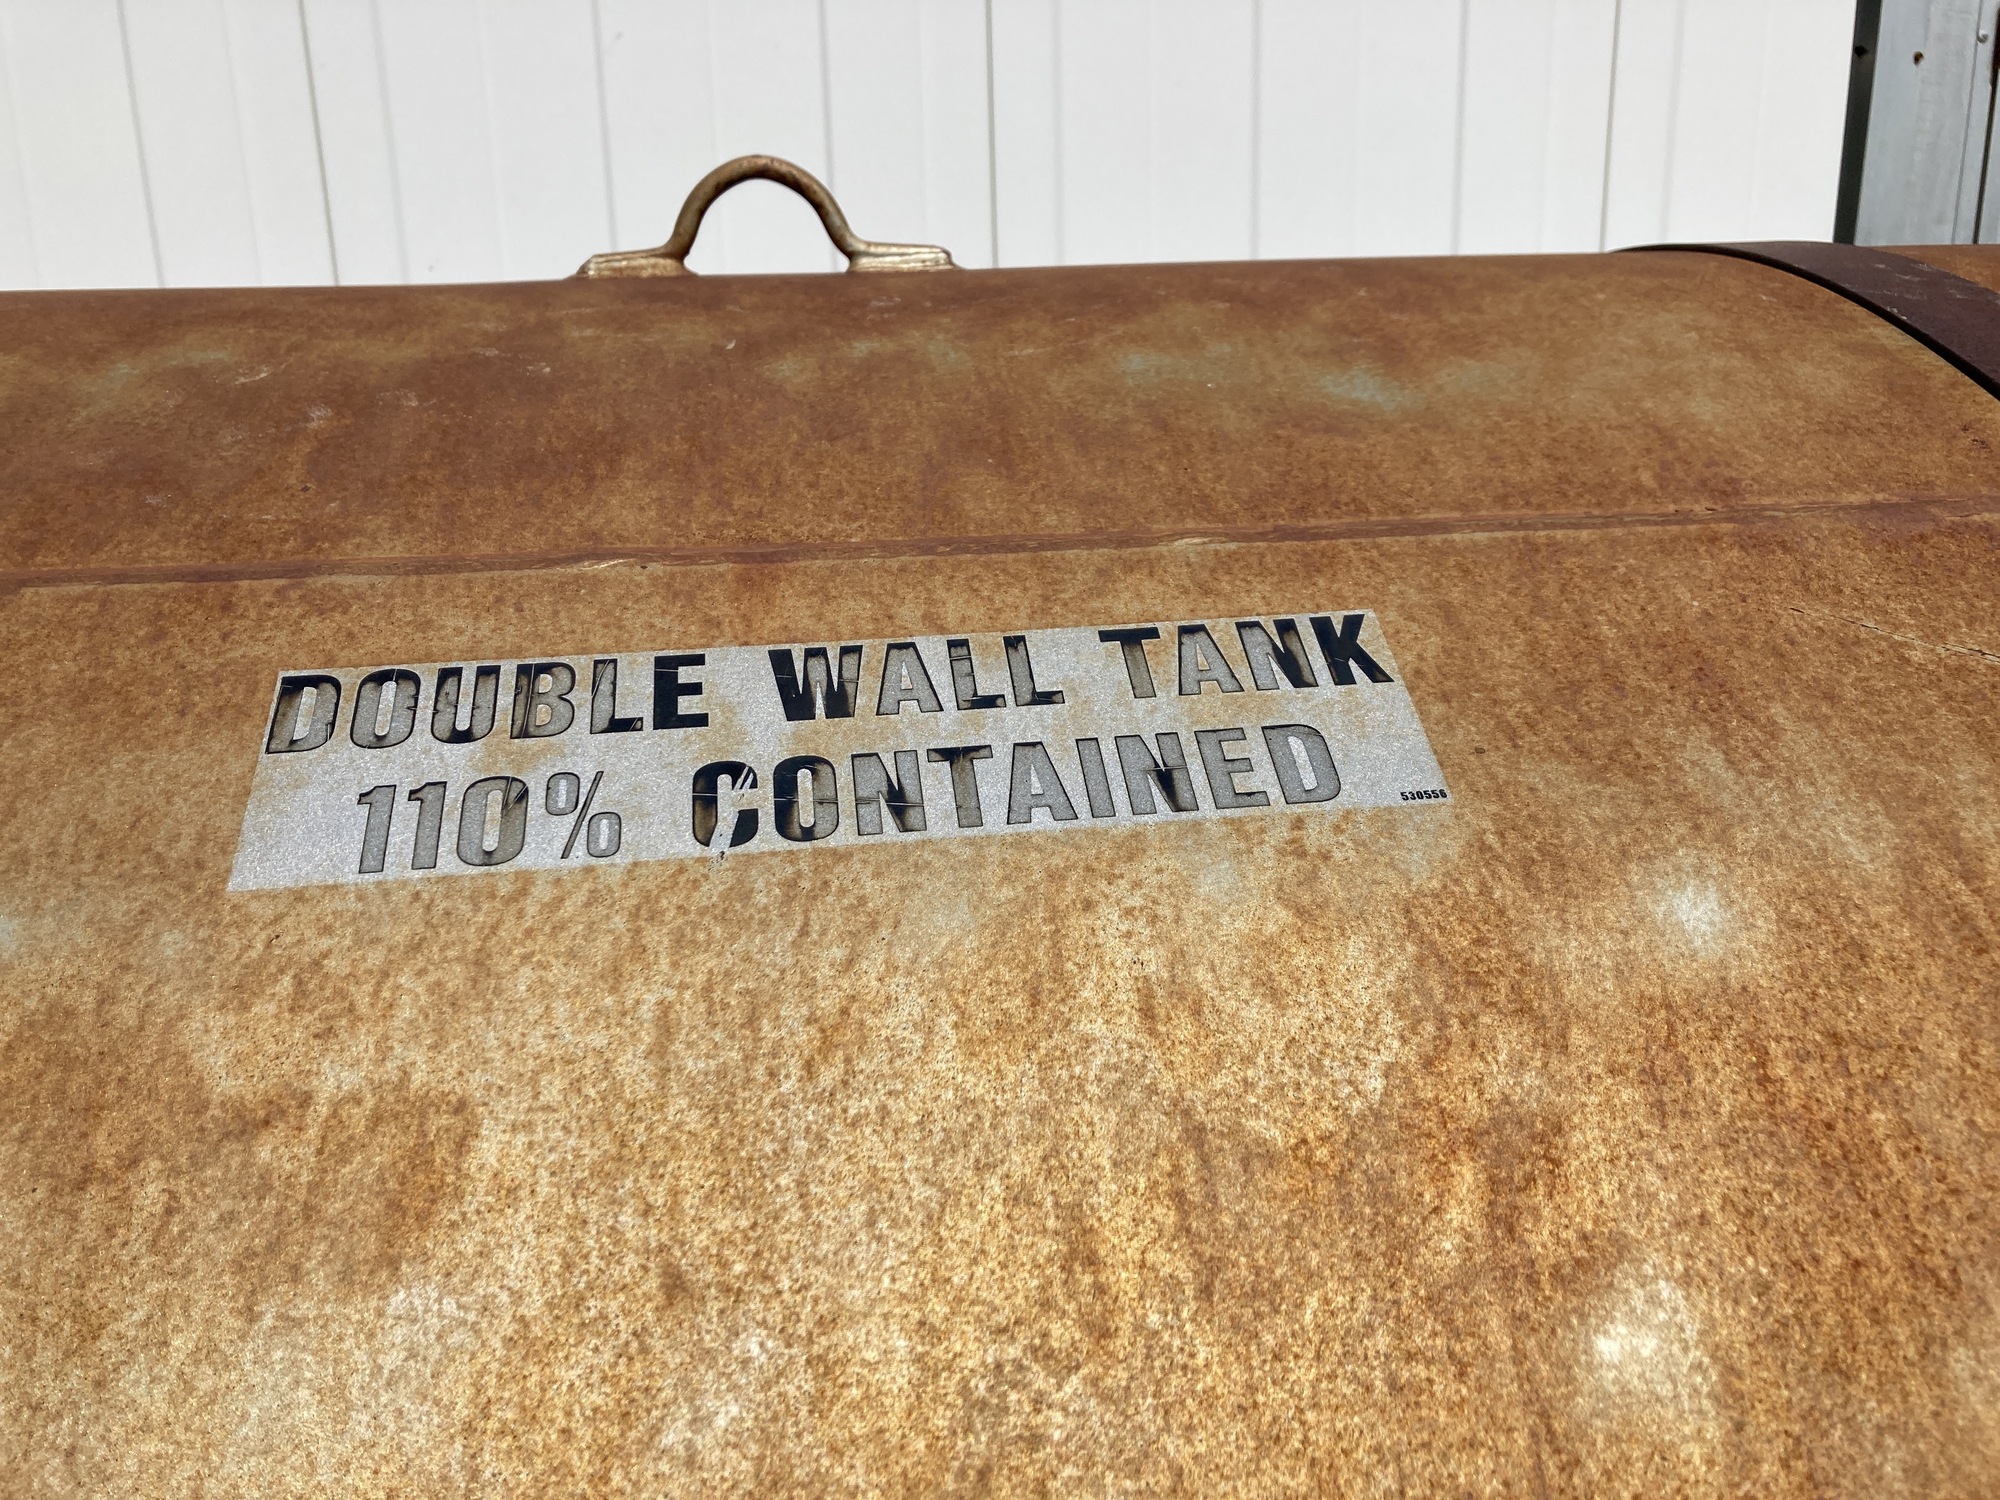 DOUBLE WALL TANK
110% CONTAINED
530556